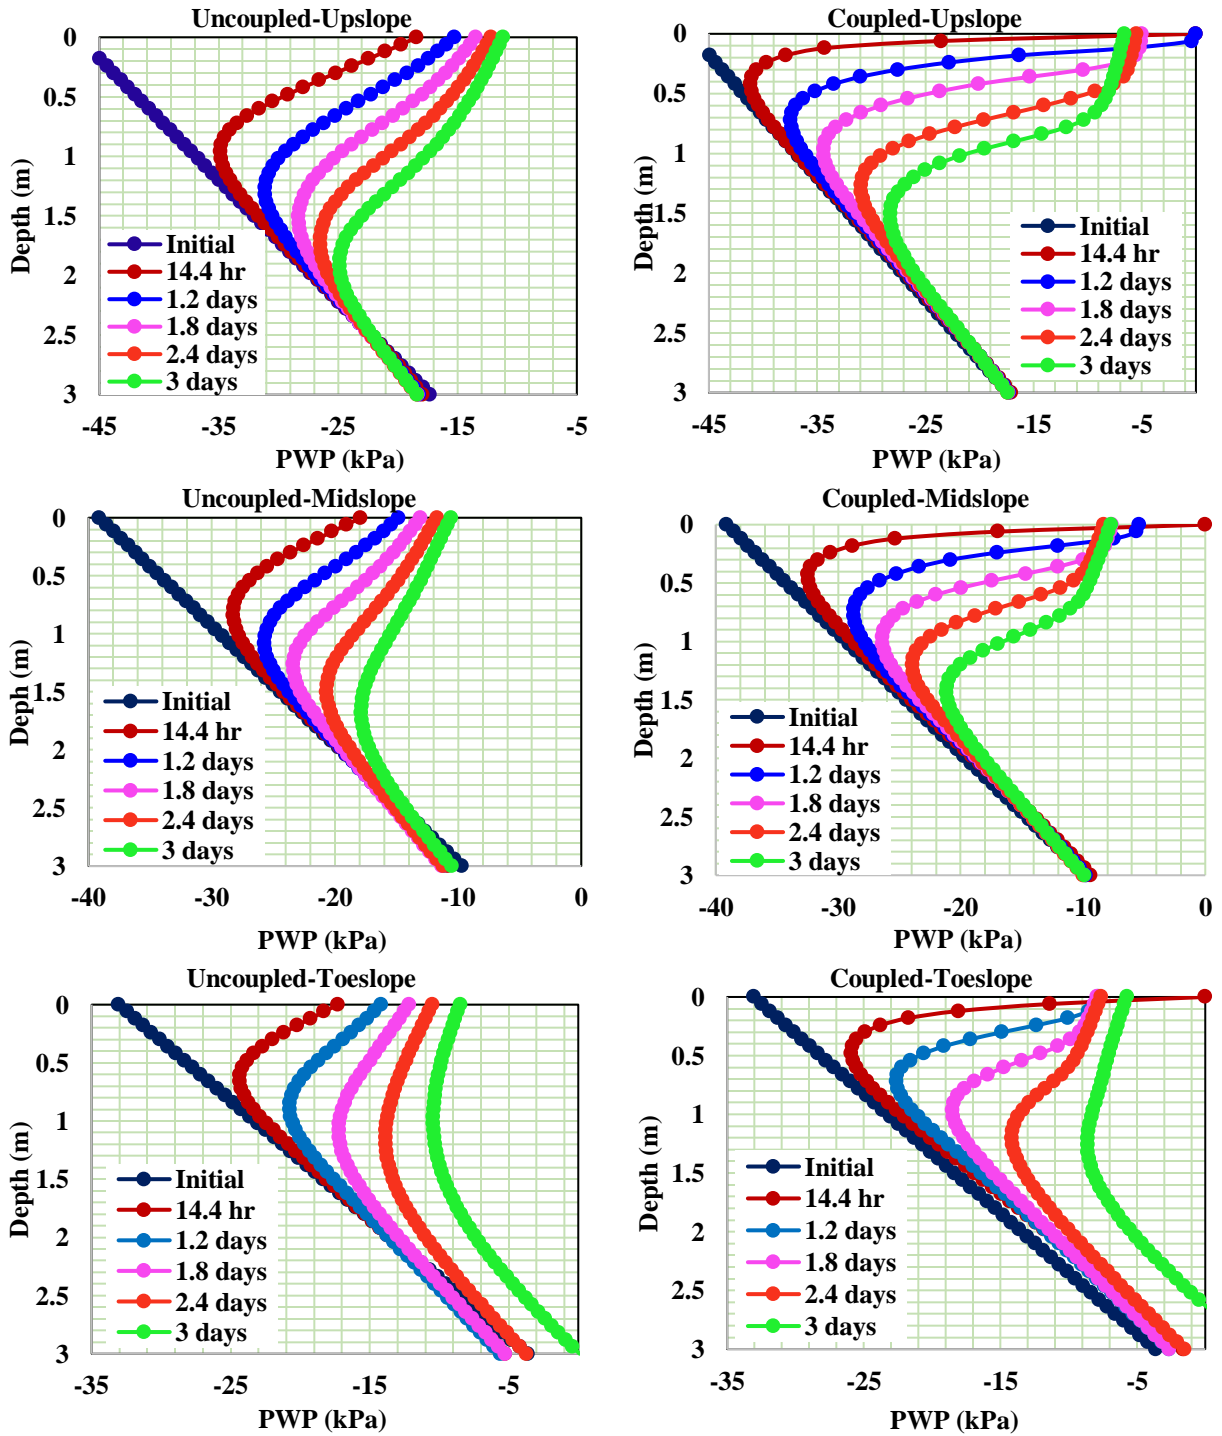 Uncoupled-Upslope
0
0.5
1
1.5
2
2.5
3
Depth (m)
Initial
14.4 hr
1.2 days
1.8 days
2.4 days
3 days
-45
-35
-25
-15
-5
PWP (kPa)
Coupled-Upslope
0
0.5
1
1.5
2
2.5
3
Depth (m)
Initial
14.4 hr
1.2 days
1.8 days
2.4 days
3 days
-45
-35
-25
-15
-5
PWP (kPa)
Uncoupled-Midslope
0
0.5
1
1.5
2
2.5
3
Depth (m)
Initial
14.4 hr
1.2 days
1.8 days
2.4 days
3 days
-40
-30
-20
-10
0
PWP (kPa)
Coupled-Midslope
0
0.5
1
1.5
2
2.5
3
Depth (m)
Initial
14.4 hr
1.2 days
1.8 days
2.4 days
3 days
-40
-30
-20
-10
0
PWP (kPa)
Uncoupled-Toeslope
0
0.5
1
1.5
2
2.5
3
Depth (m)
Initial
14.4 hr
1.2 days
1.8 days
2.4 days
3 days
-35
-25
-15
-5
PWP (kPa)
Coupled-Toeslope
0
0.5
1
1.5
2
2.5
3
Depth (m)
Initial
14.4 hr
1.2 days
1.8 days
2.4 days
3 days
-35
-25
-15
-5
PWP (kPa)